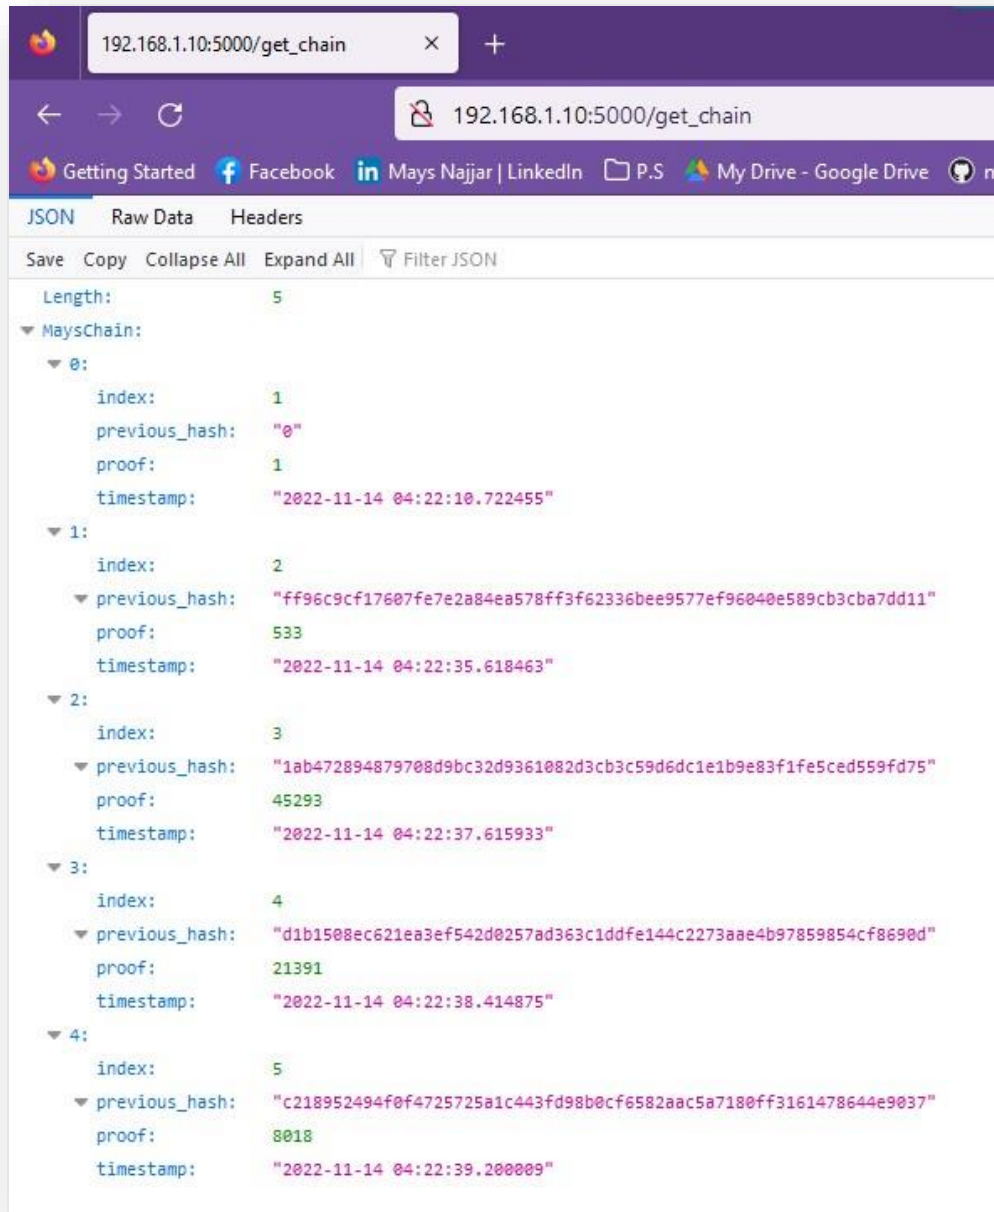 192.168.1.10:5000/get_chain
192.168.1.10:5000/get_chain
Getting Started Facebook in Mays Najjar | LinkedIn P.S My Drive - Google Drive
JSON Raw Data Headers
Save Copy Collapse All Expand All Filter JSON
Length: 5
MaysChain:
0:
index: 1
previous_hash: "0"
proof: 1
timestamp: "2022-11-14 04:22:10.722455"
1:
index: 2
previous_hash: "ff96c9cf17607fe7e2a84ea578ff3f62336bee9577ef96040e589cb3cba7dd11"
proof: 533
timestamp: "2022-11-14 04:22:35.618463"
2:
index: 3
previous_hash: "1ab472894879708d9bc32d9361082d3cb3c59d6dc1e1b9e83f1fe5ced559fd75"
proof: 45293
timestamp: "2022-11-14 04:22:37.615933"
3:
index: 4
previous_hash: "d1b1508ec621ea3ef542d0257ad363c1ddfe144c2273aae4b97859854cf8690d"
proof: 21391
timestamp: "2022-11-14 04:22:38.414875"
4:
index: 5
previous_hash: "c218952494f0f4725725a1c443fd98b0cf6582aac5a7180ff3161478644e9037"
proof: 8018
timestamp: "2022-11-14 04:22:39.200009"